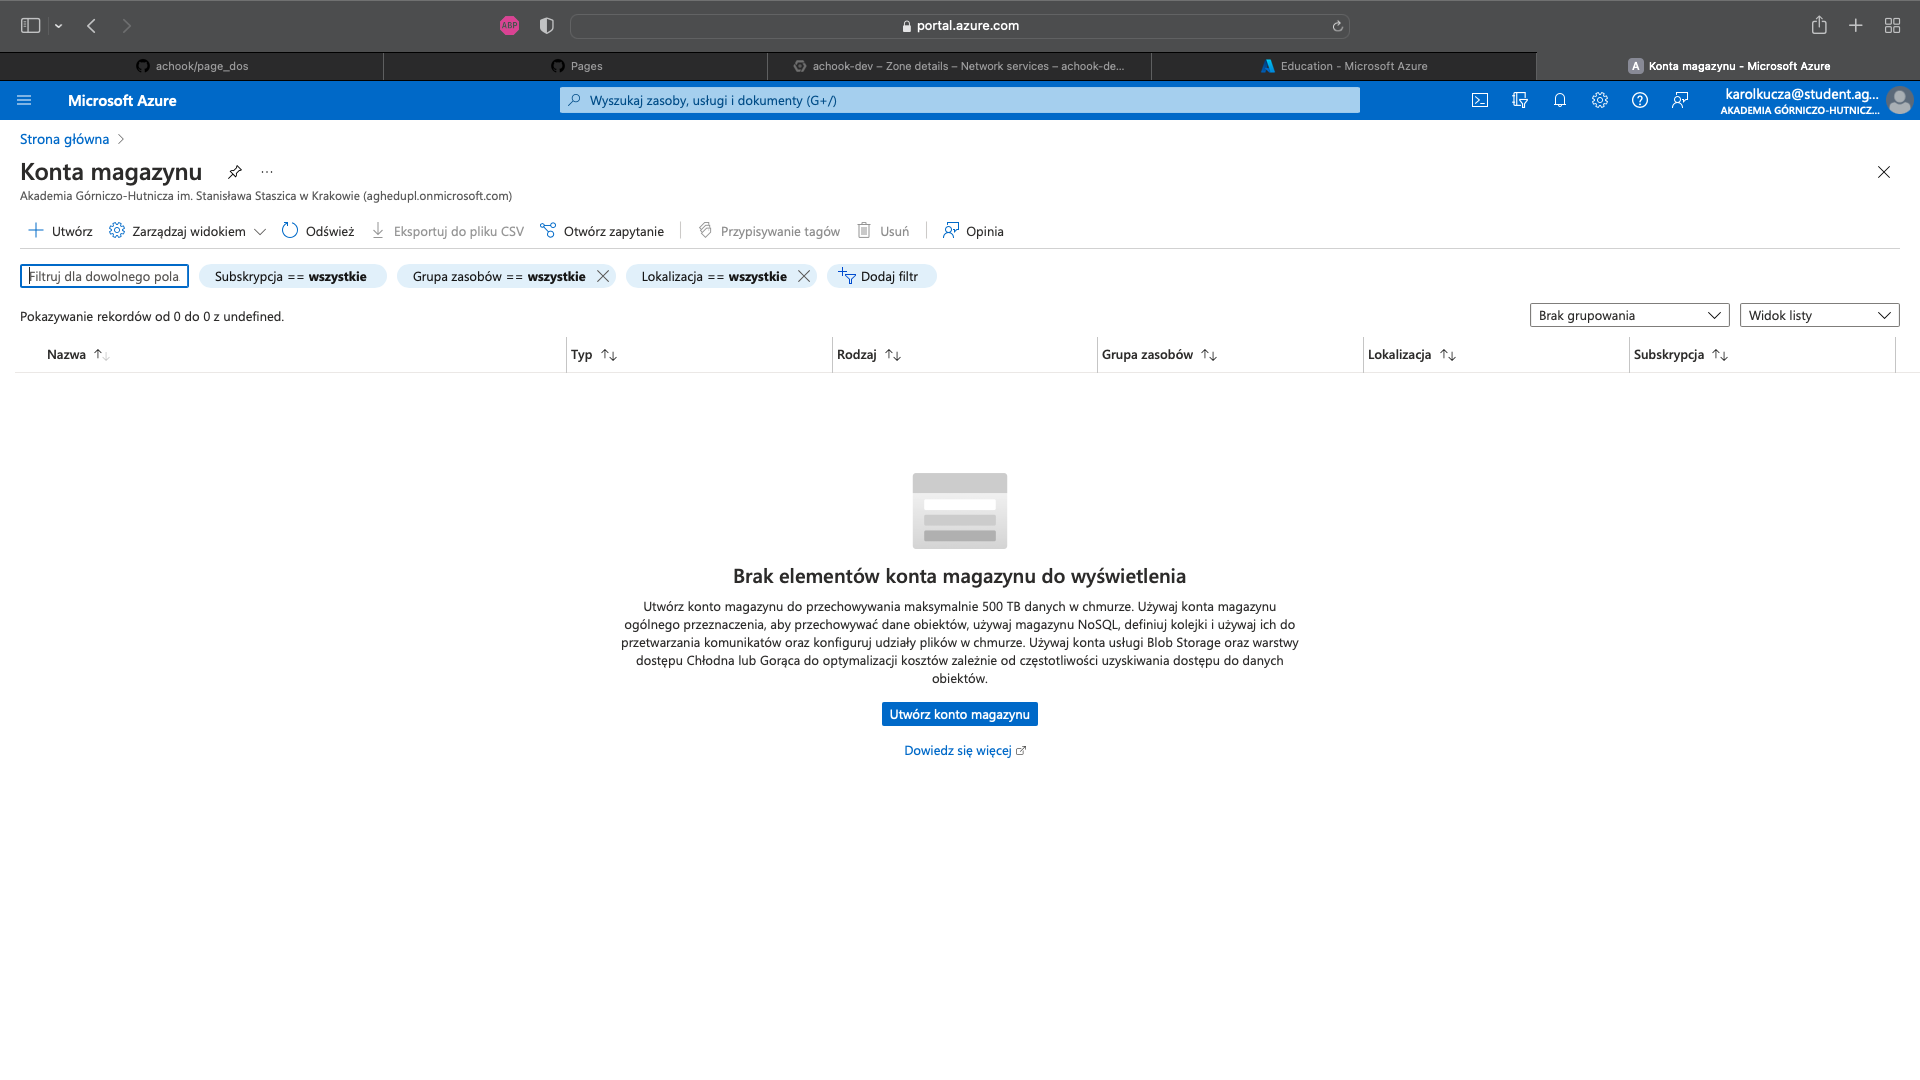 ABP
portal.azure.com
achook/page_dos
Pages
achook-dev – Zone details – Network services – achook-de...
Education - Microsoft Azure
A Konta magazynu - Microsoft Azure
Microsoft Azure
Wyszukaj zasoby, usługi i dokumenty (G+/)
karolkucza@student.ag...
AKADEMIA GÓRNICZO-HUTNICZ...
Strona główna
Konta magazynu
Akademia Górniczo-Hutnicza im. Stanisława Staszica w Krakowie (aghedupl.onmicrosoft.com)
Utwórz
Zarządzaj widokiem
Odśwież
Eksportuj do pliku CSV
Otwórz zapytanie
Przypisywanie tagów
Usuń
Opinia
Filtruj dla dowolnego pola
Subskrypcja == wszystkie
Grupa zasobów == wszystkie
Lokalizacja == wszystkie
Dodaj filtr
Pokazywanie rekordów od 0 do 0 z undefined.
Brak grupowania
Widok listy
Nazwa
Typ
Rodzaj
Grupa zasobów
Lokalizacja
Subskrypcja
Brak elementów konta magazynu do wyświetlenia
Utwórz konto magazynu do przechowywania maksymalnie 500 TB danych w chmurze. Używaj konta magazynu
ogólnego przeznaczenia, aby przechowywać dane obiektów, używaj magazynu NoSQL, definiuj kolejki i używaj ich do
przetwarzania komunikatów oraz konfiguruj udziały plików w chmurze. Używaj konta usługi Blob Storage oraz warstwy
dostępu Chłodna lub Gorąca do optymalizacji kosztów zależnie od częstotliwości uzyskiwania dostępu do danych
obiektów.
Utwórz konto magazynu
Dowiedz się więcej